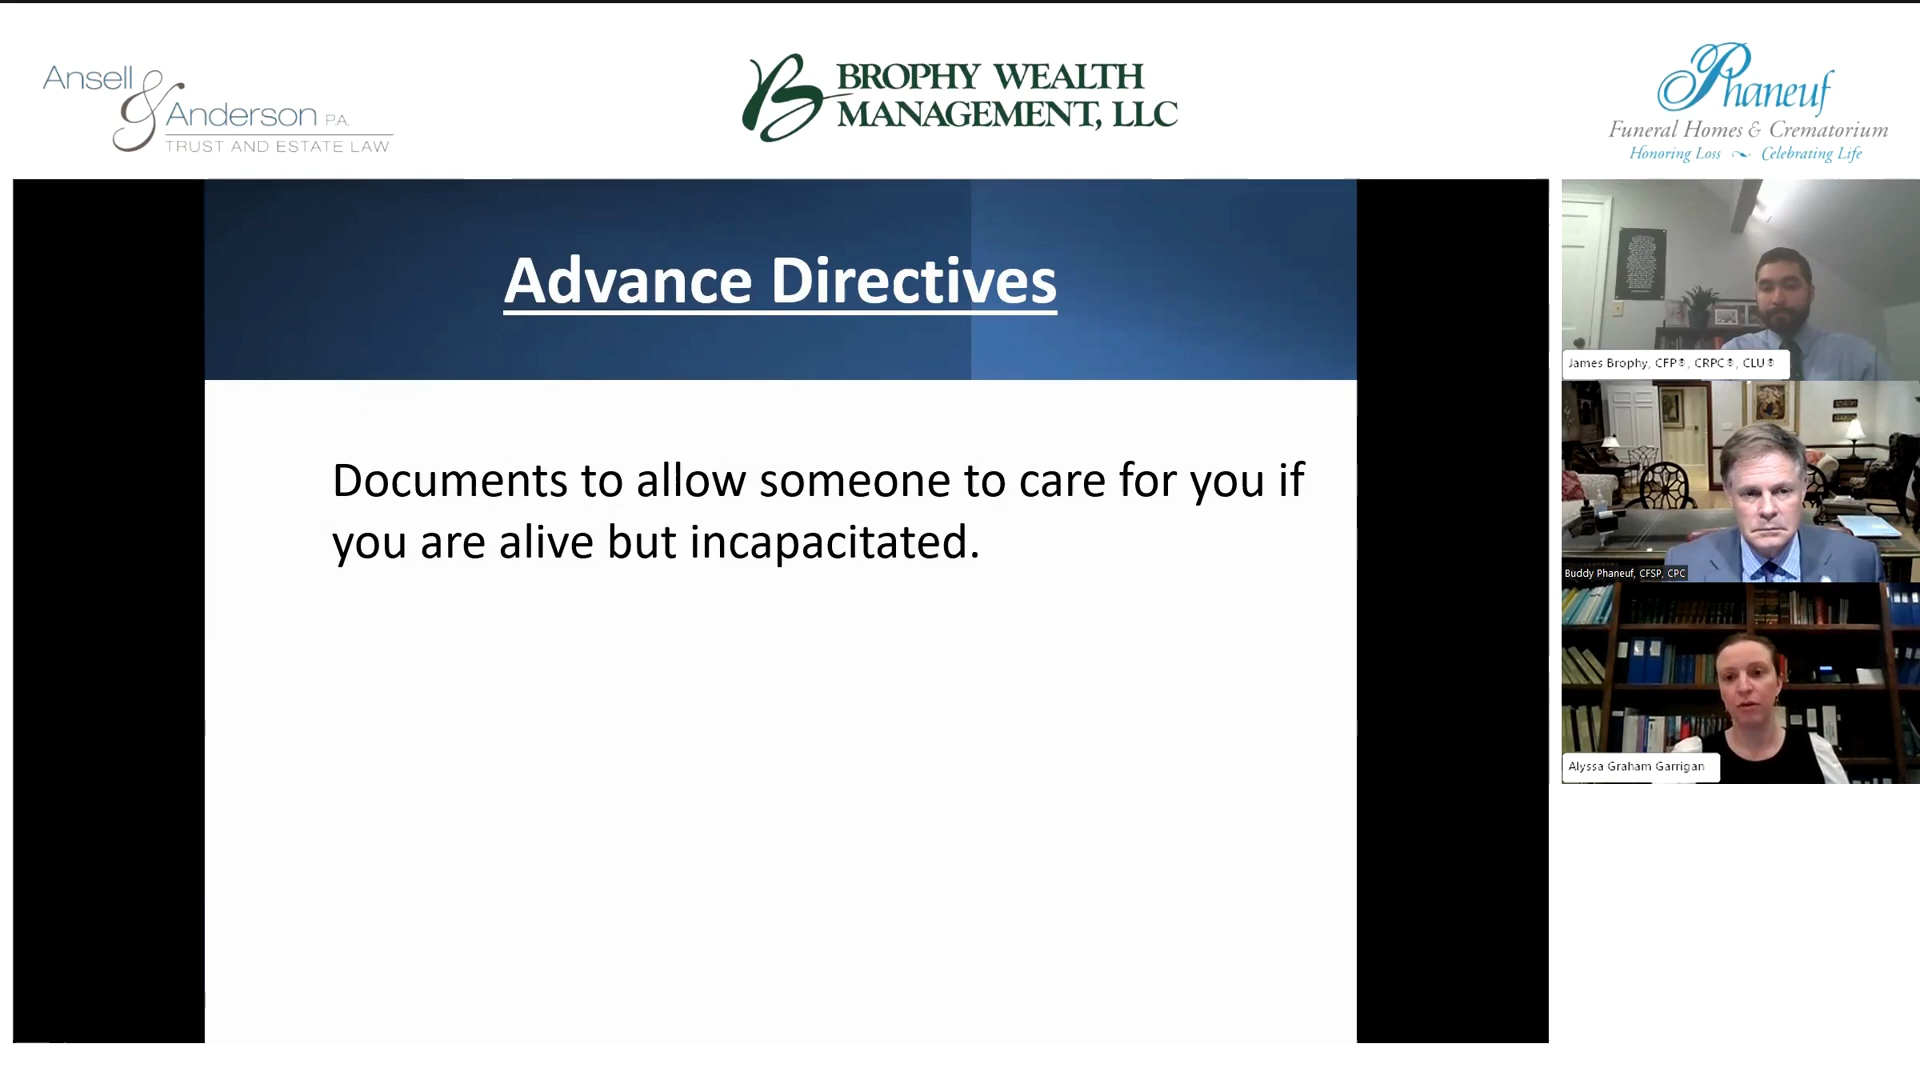 Ansell
&
Anderson P.A.
TRUST AND ESTATE LAW
B BROPHY WEALTH
MANAGEMENT, LLC
Phaneuf
Funeral Homes & Crematorium
Honoring Loss ~ Celebrating Life
Advance Directives
Documents to allow someone to care for you if
you are alive but incapacitated.
James Brophy, CFP®, CRPC®, CLU®
Buddy Phaneuf, CFSP, CPC
Alyssa Graham Garrigan